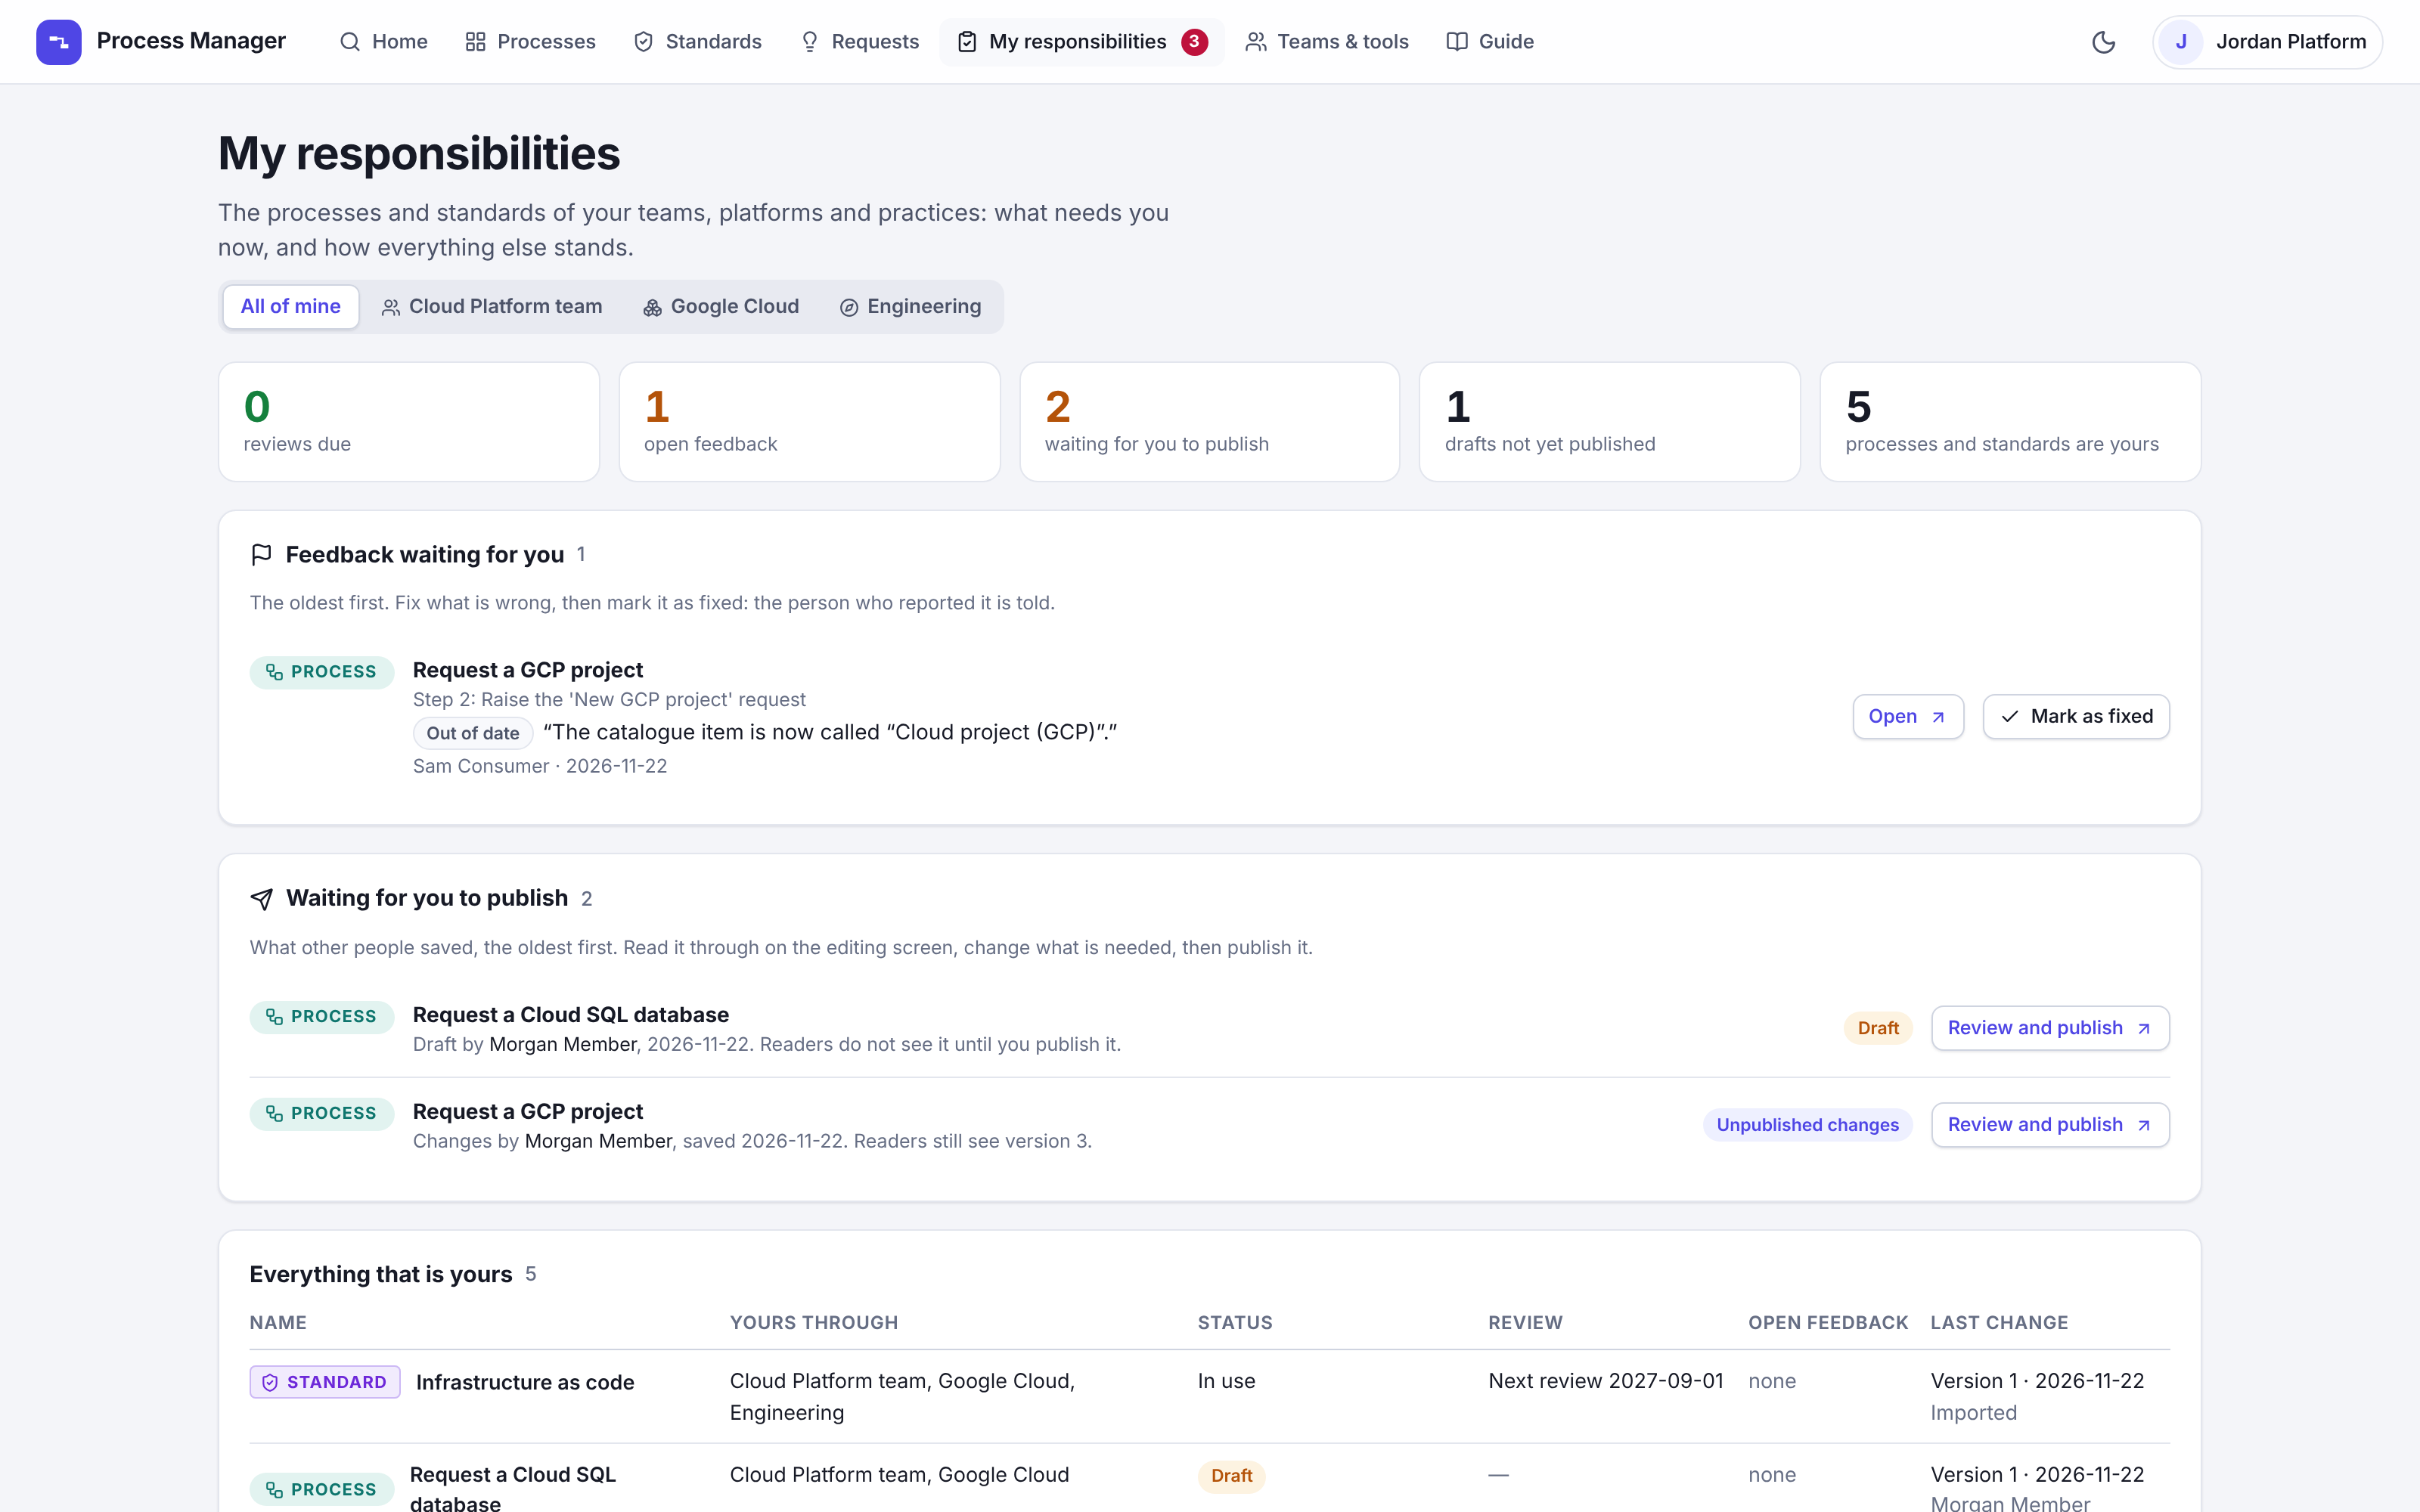 Process Manager
Home
Processes
Standards
Requests
My responsibilities 3
Teams & tools
Guide
J Jordan Platform
My responsibilities
The processes and standards of your teams, platforms and practices: what needs you
now, and how everything else stands.
All of mine
Cloud Platform team
Google Cloud
Engineering
0
reviews due
1
open feedback
2
waiting for you to publish
1
drafts not yet published
5
processes and standards are yours
Feedback waiting for you 1
The oldest first. Fix what is wrong, then mark it as fixed: the person who reported it is told.
PROCESS
Request a GCP project
Step 2: Raise the 'New GCP project' request
Out of date “The catalogue item is now called “Cloud project (GCP)”.”
Sam Consumer · 2026-11-22
Open
Mark as fixed
Waiting for you to publish 2
What other people saved, the oldest first. Read it through on the editing screen, change what is needed, then publish it.
PROCESS
Request a Cloud SQL database
Draft by Morgan Member, 2026-11-22. Readers do not see it until you publish it.
Draft
Review and publish
PROCESS
Request a GCP project
Changes by Morgan Member, saved 2026-11-22. Readers still see version 3.
Unpublished changes
Review and publish
Everything that is yours 5
NAME YOURS THROUGH STATUS REVIEW OPEN FEEDBACK LAST CHANGE
STANDARD Infrastructure as code Cloud Platform team, Google Cloud, In use Next review 2027-09-01 none Version 1 · 2026-11-22
Engineering Imported
PROCESS Request a Cloud SQL Cloud Platform team, Google Cloud Draft — none Version 1 · 2026-11-22
database Morgan Member